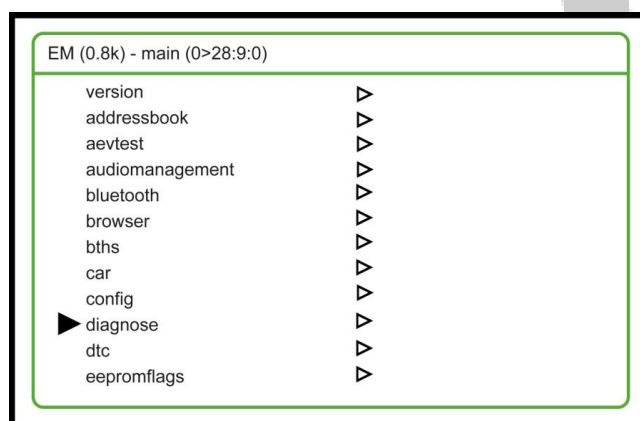 EM (0.8k) - main (0>28:9:0)
version
addressbook
aevtest
audiomanagement
bluetooth
browser
bths
car
config
diagnose
dtc
eepromflags